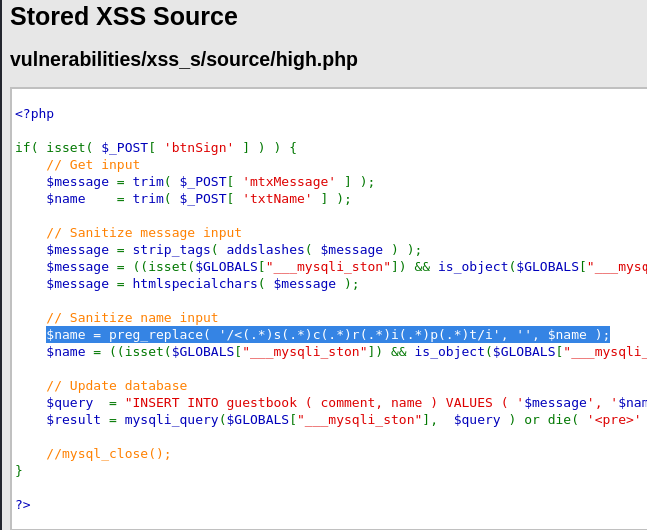 Stored XSS Source
vulnerabilities/xss_s/source/high.php
<?php
if( isset( $_POST[ 'btnSign' ] ) ) {
// Get input
$message = trim( $_POST[ 'mtxMessage' ] );
$name    = trim( $_POST[ 'txtName' ] );
// Sanitize message input
$message = strip_tags( addslashes( $message ) );
$message = ((isset($GLOBALS["___mysqli_ston"]) && is_object($GLOBALS["___mysq
$message = htmlspecialchars( $message );
// Sanitize name input
$name = preg_replace( '/<(.*)s(.*)c(.*)r(.*)i(.*)p(.*)t/i', '', $name );
$name = ((isset($GLOBALS["___mysqli_ston"]) && is_object($GLOBALS["___mysqli_
// Update database
$query  = "INSERT INTO guestbook ( comment, name ) VALUES ( '$message', '$nam
$result = mysqli_query($GLOBALS["___mysqli_ston"],  $query ) or die( '<pre>'
//mysql_close();
}
?>